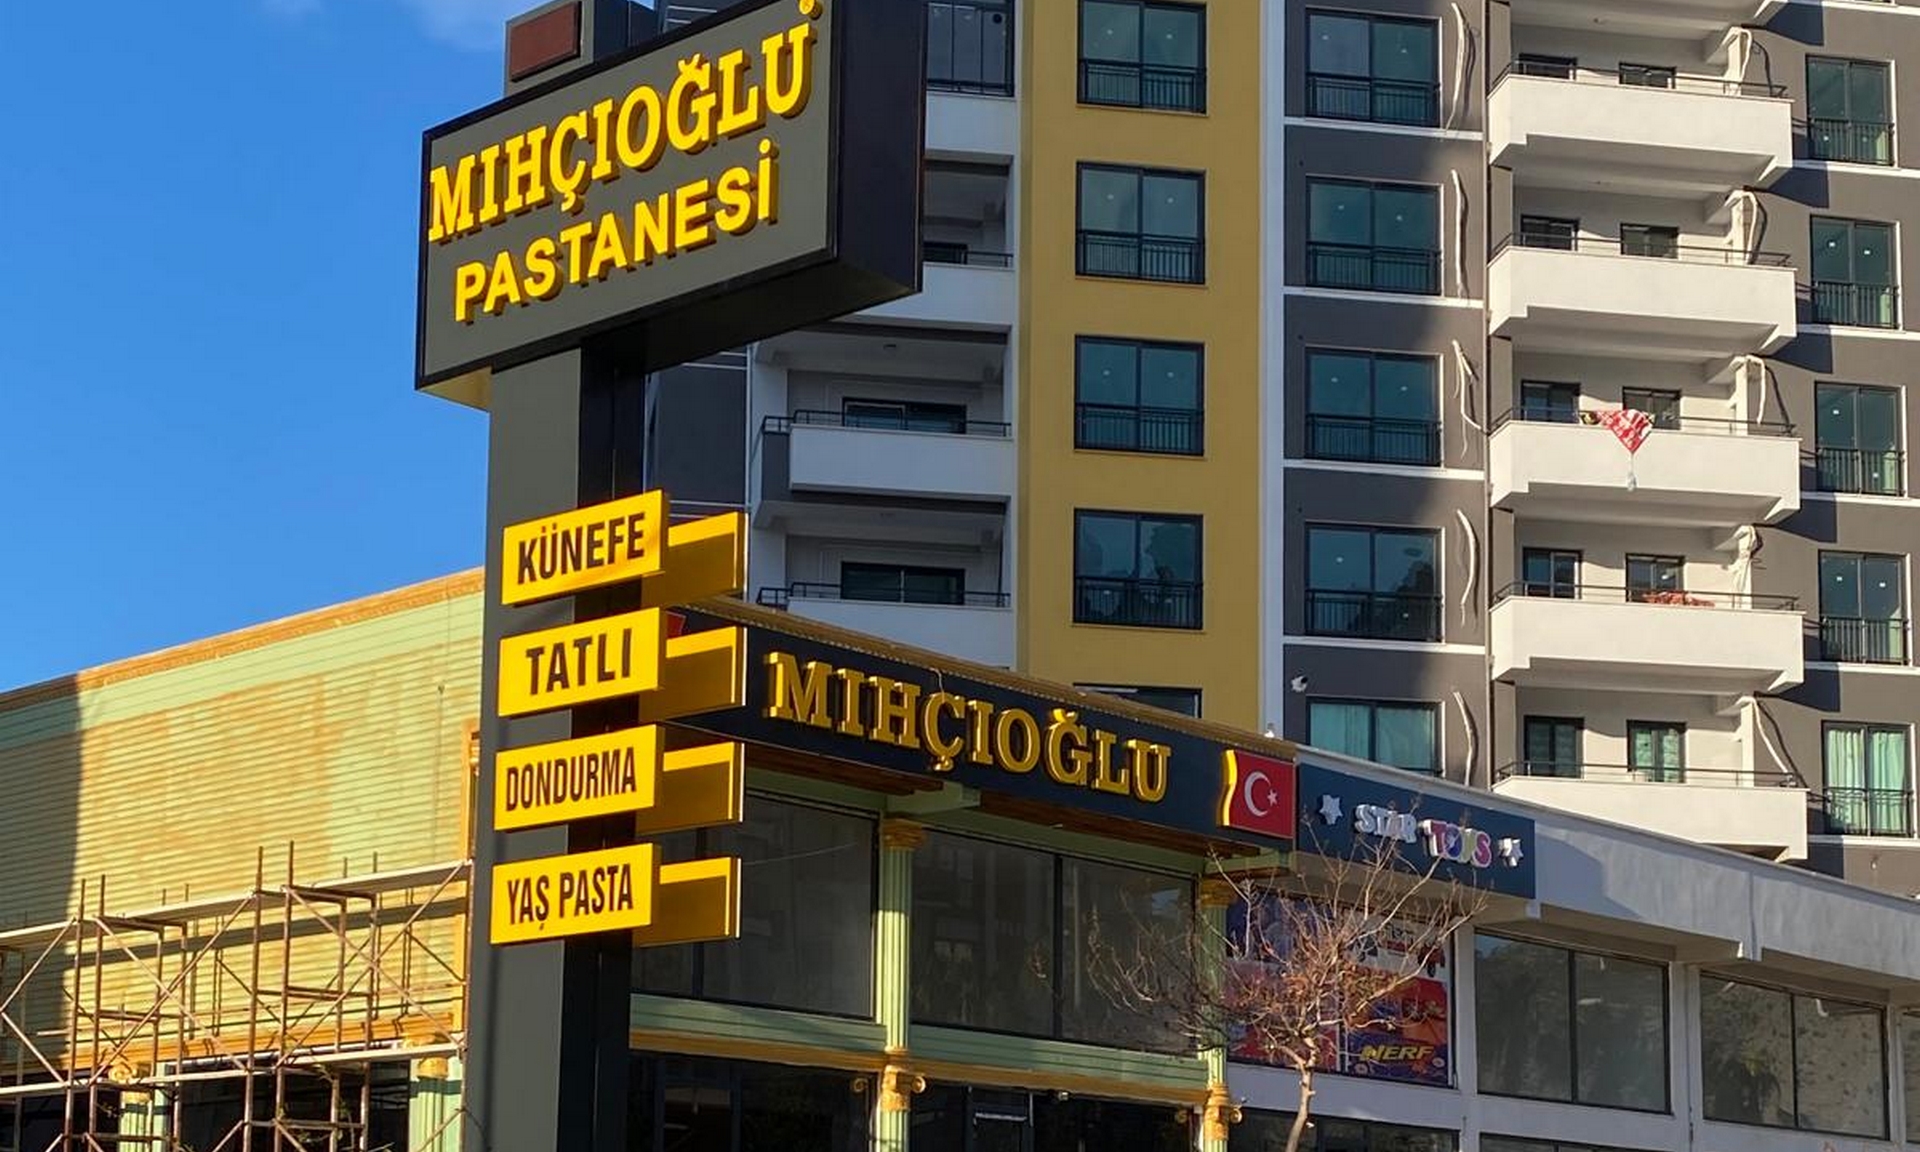 MIHÇIOĞLU
PASTANESİ
KÜNEFE
TATLI
DONDURMA
YAŞ PASTA
MIHÇIOĞLU
STAR TOYS
NERF